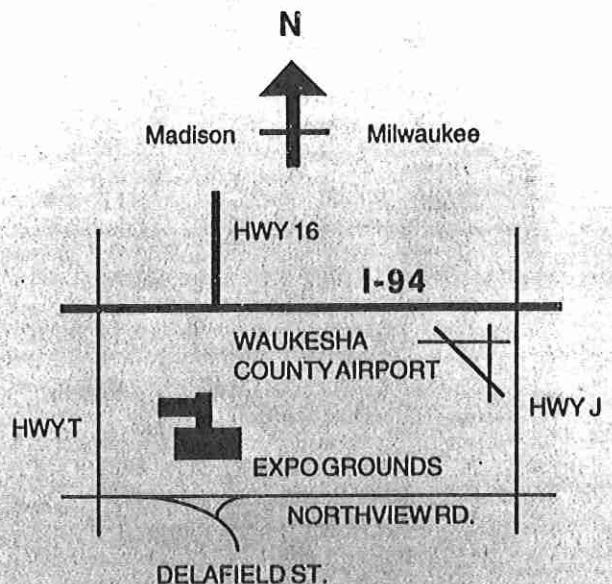 N
Madison Milwaukee
HWY 16
I-94
WAUKESHA
COUNTY AIRPORT
HWY T
HWY J
EXPO GROUNDS
NORTHVIEW RD.
DELAFIELD ST.